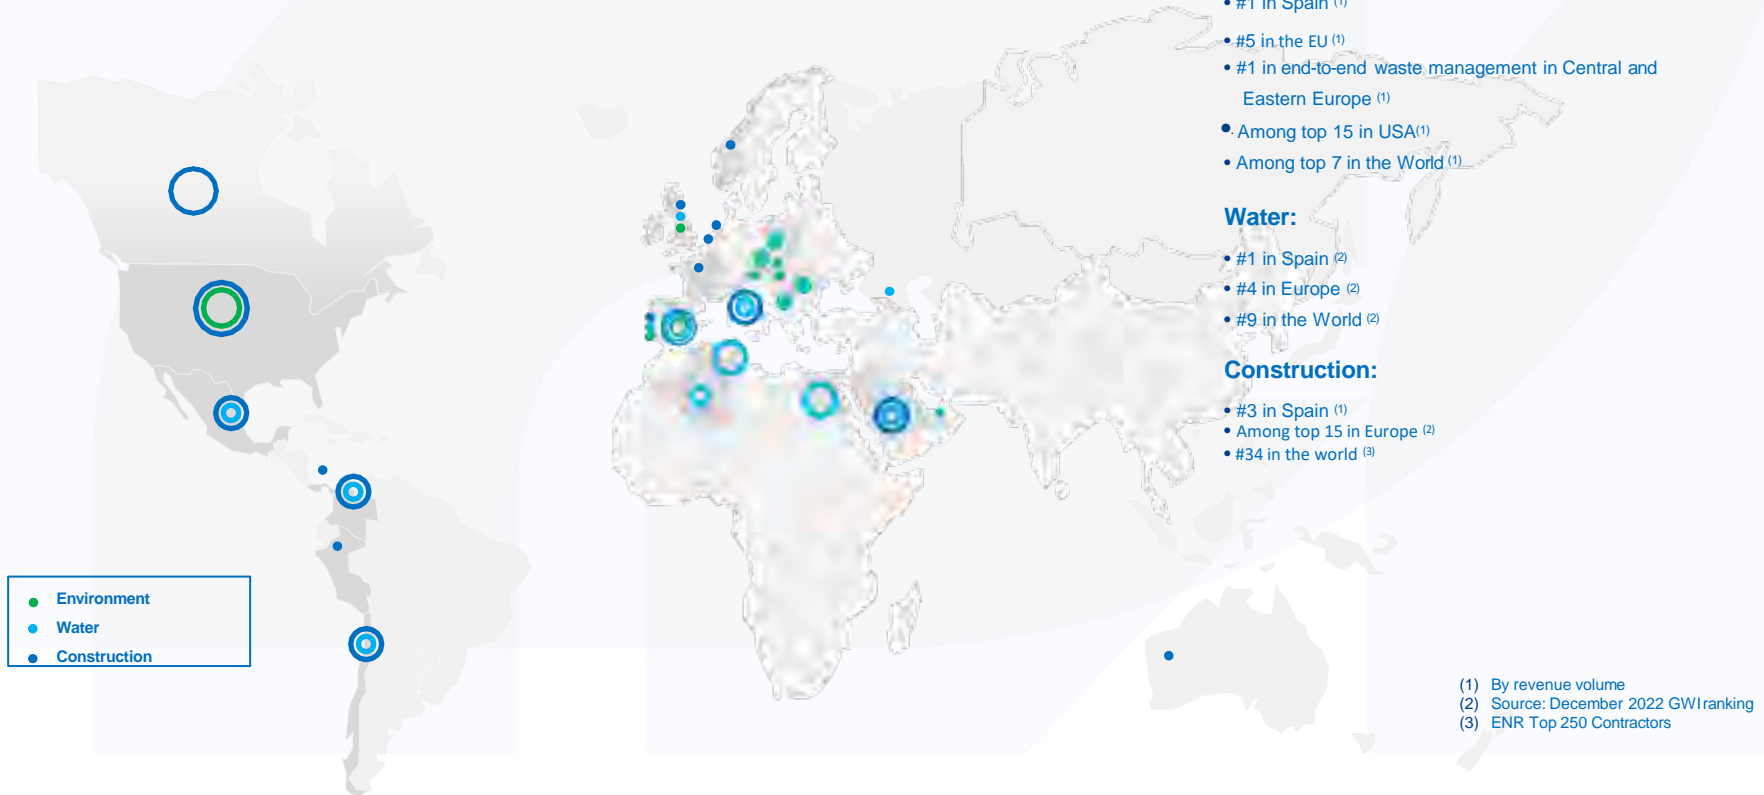 • #1 in Spain (1)
• #5 in the EU (1)
• #1 in end-to-end waste management in Central and
Eastern Europe (1)
• Among top 15 in USA(1)
• Among top 7 in the World (1)
Water:
• #1 in Spain (2)
• #4 in Europe (2)
• #9 in the World (2)
Construction:
• #3 in Spain (1)
• Among top 15 in Europe (2)
• #34 in the world (3)
• Environment
• Water
• Construction
(1) By revenue volume
(2) Source: December 2022 GWI ranking
(3) ENR Top 250 Contractors